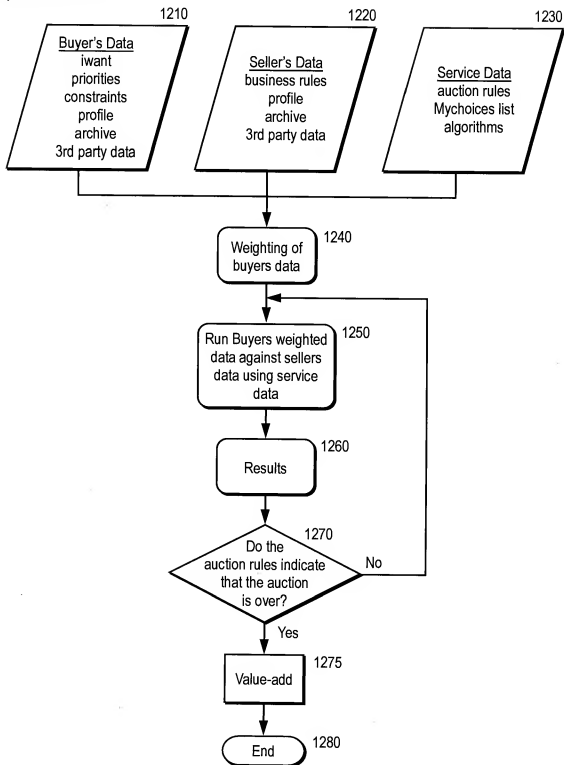 1210
Buyer's Data
iwant
priorities
constraints
profile
archive
3rd party data
1220
Seller's Data
business rules
profile
archive
3rd party data
1230
Service Data
auction rules
Mychoices list
algorithms
1240
Weighting of
buyers data
1250
Run Buyers weighted
data against sellers
data using service
data
1260
Results
1270
Do the
auction rules indicate
that the auction
is over?
No
Yes
1275
Value-add
1280
End